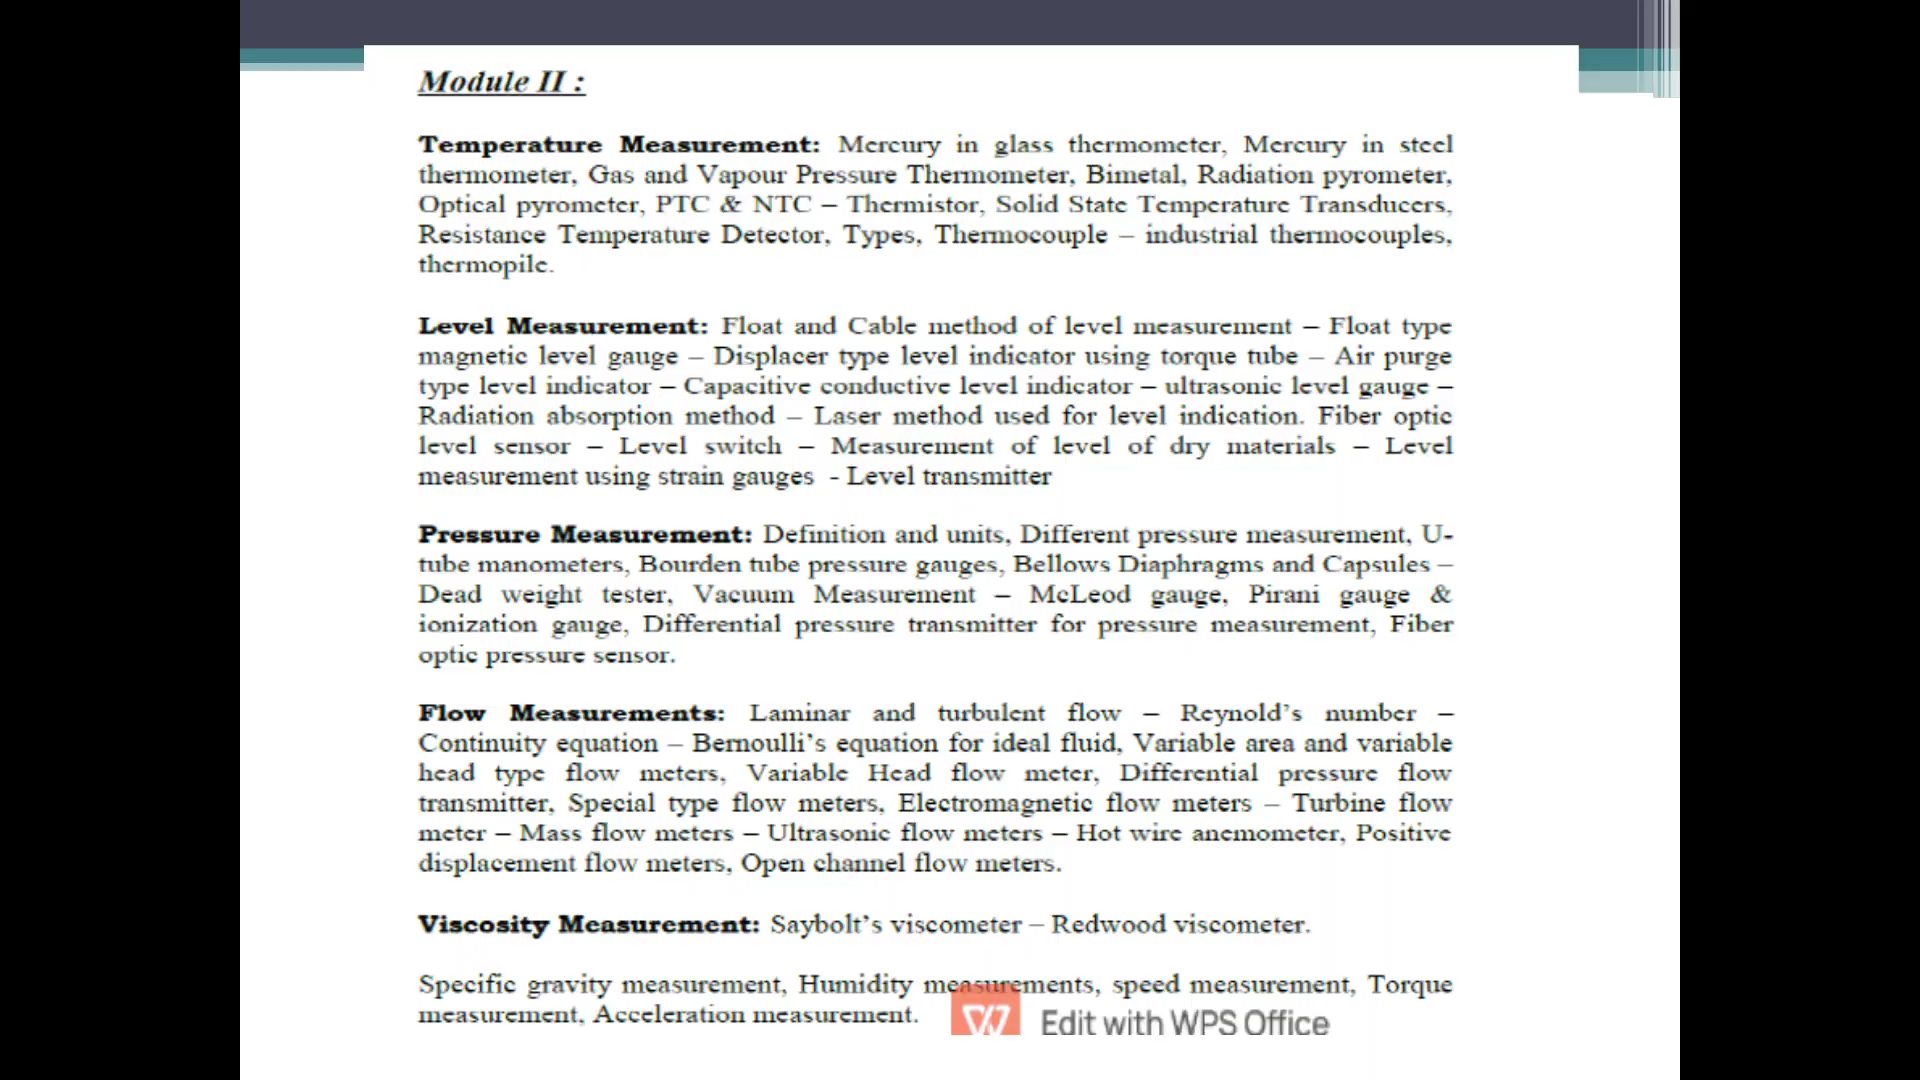 Module II :
Temperature Measurement: Mercury in glass thermometer, Mercury in steel
thermometer, Gas and Vapour Pressure Thermometer, Bimetal, Radiation pyrometer,
Optical pyrometer, PTC & NTC – Thermistor, Solid State Temperature Transducers,
Resistance Temperature Detector, Types, Thermocouple – industrial thermocouples,
thermopile.
Level Measurement: Float and Cable method of level measurement – Float type
magnetic level gauge – Displacer type level indicator using torque tube – Air purge
type level indicator – Capacitive conductive level indicator – ultrasonic level gauge –
Radiation absorption method – Laser method used for level indication. Fiber optic
level sensor – Level switch – Measurement of level of dry materials – Level
measurement using strain gauges - Level transmitter
Pressure Measurement: Definition and units, Different pressure measurement, U-
tube manometers, Bourden tube pressure gauges, Bellows Diaphragms and Capsules –
Dead weight tester, Vacuum Measurement – McLeod gauge, Pirani gauge &
ionization gauge, Differential pressure transmitter for pressure measurement, Fiber
optic pressure sensor.
Flow Measurements: Laminar and turbulent flow – Reynold's number –
Continuity equation – Bernoulli's equation for ideal fluid, Variable area and variable
head type flow meters, Variable Head flow meter, Differential pressure flow
transmitter, Special type flow meters, Electromagnetic flow meters – Turbine flow
meter – Mass flow meters – Ultrasonic flow meters – Hot wire anemometer, Positive
displacement flow meters, Open channel flow meters.
Viscosity Measurement: Saybolt's viscometer – Redwood viscometer.
Specific gravity measurement, Humidity measurements, speed measurement, Torque
measurement, Acceleration measurement.
Edit with WPS Office